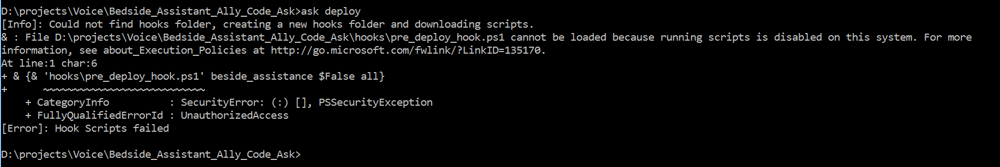 D:\projects\Voice\Bedside_Assistant_Ally_Code_Ask>ask deploy
[Info]: Could not find hooks folder, creating a new hooks folder and downloading scripts.
& : File D:\projects\Voice\Bedside_Assistant_Ally_Code_Ask\hooks\pre_deploy_hook.ps1 cannot be loaded because running scripts is disabled on this system. For more
information, see about_Execution_Policies at http://go.microsoft.com/fwlink/?LinkID=135170.
At line:1 char:6
+ & {& 'hooks\pre_deploy_hook.ps1' beside_assistance $False all}
+      ~~~~~~~~~~~~~~~~~~~~~~~~~~~
    + CategoryInfo          : SecurityError: (:) [], PSSecurityException
    + FullyQualifiedErrorId : UnauthorizedAccess
[Error]: Hook Scripts failed
D:\projects\Voice\Bedside_Assistant_Ally_Code_Ask>